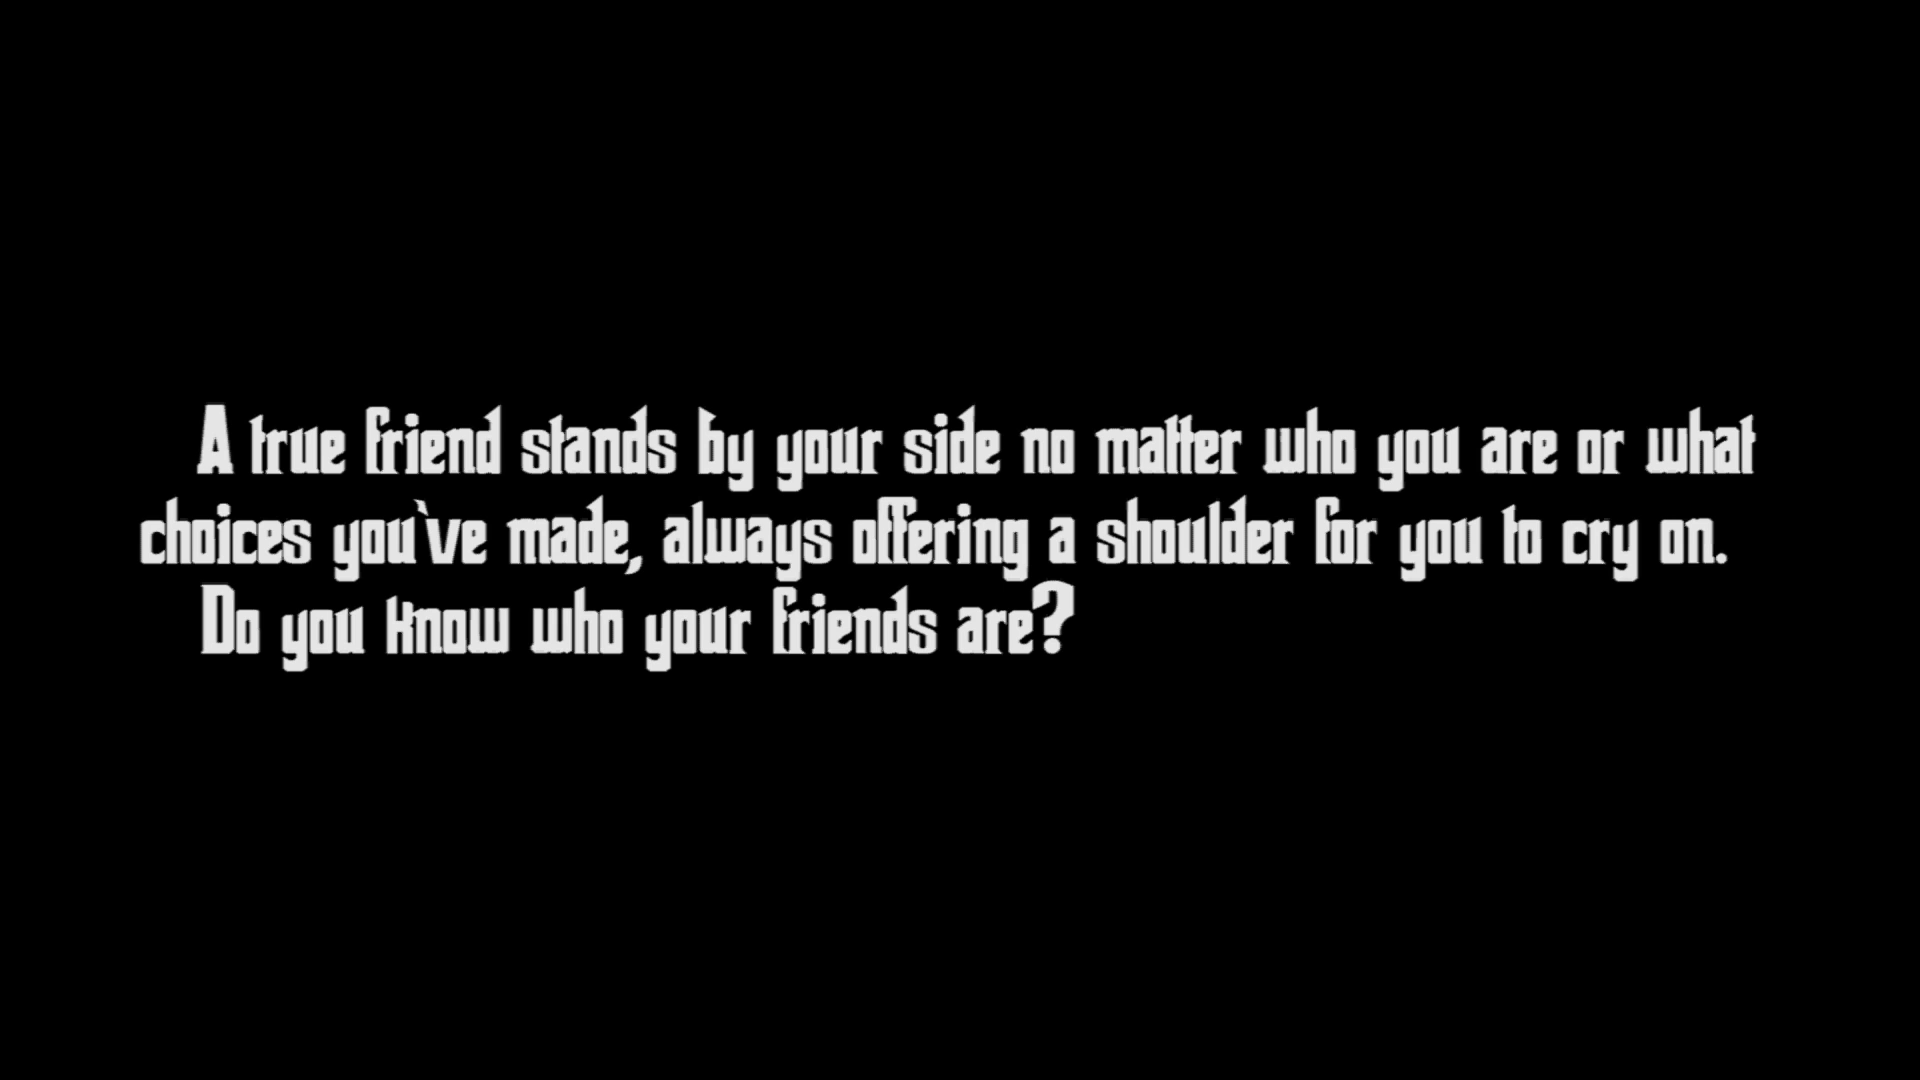 A true friend stands by your side no matter who you are or what
choices you`ve made, always offering a shoulder for you to cry on.
Do you know who your friends are?